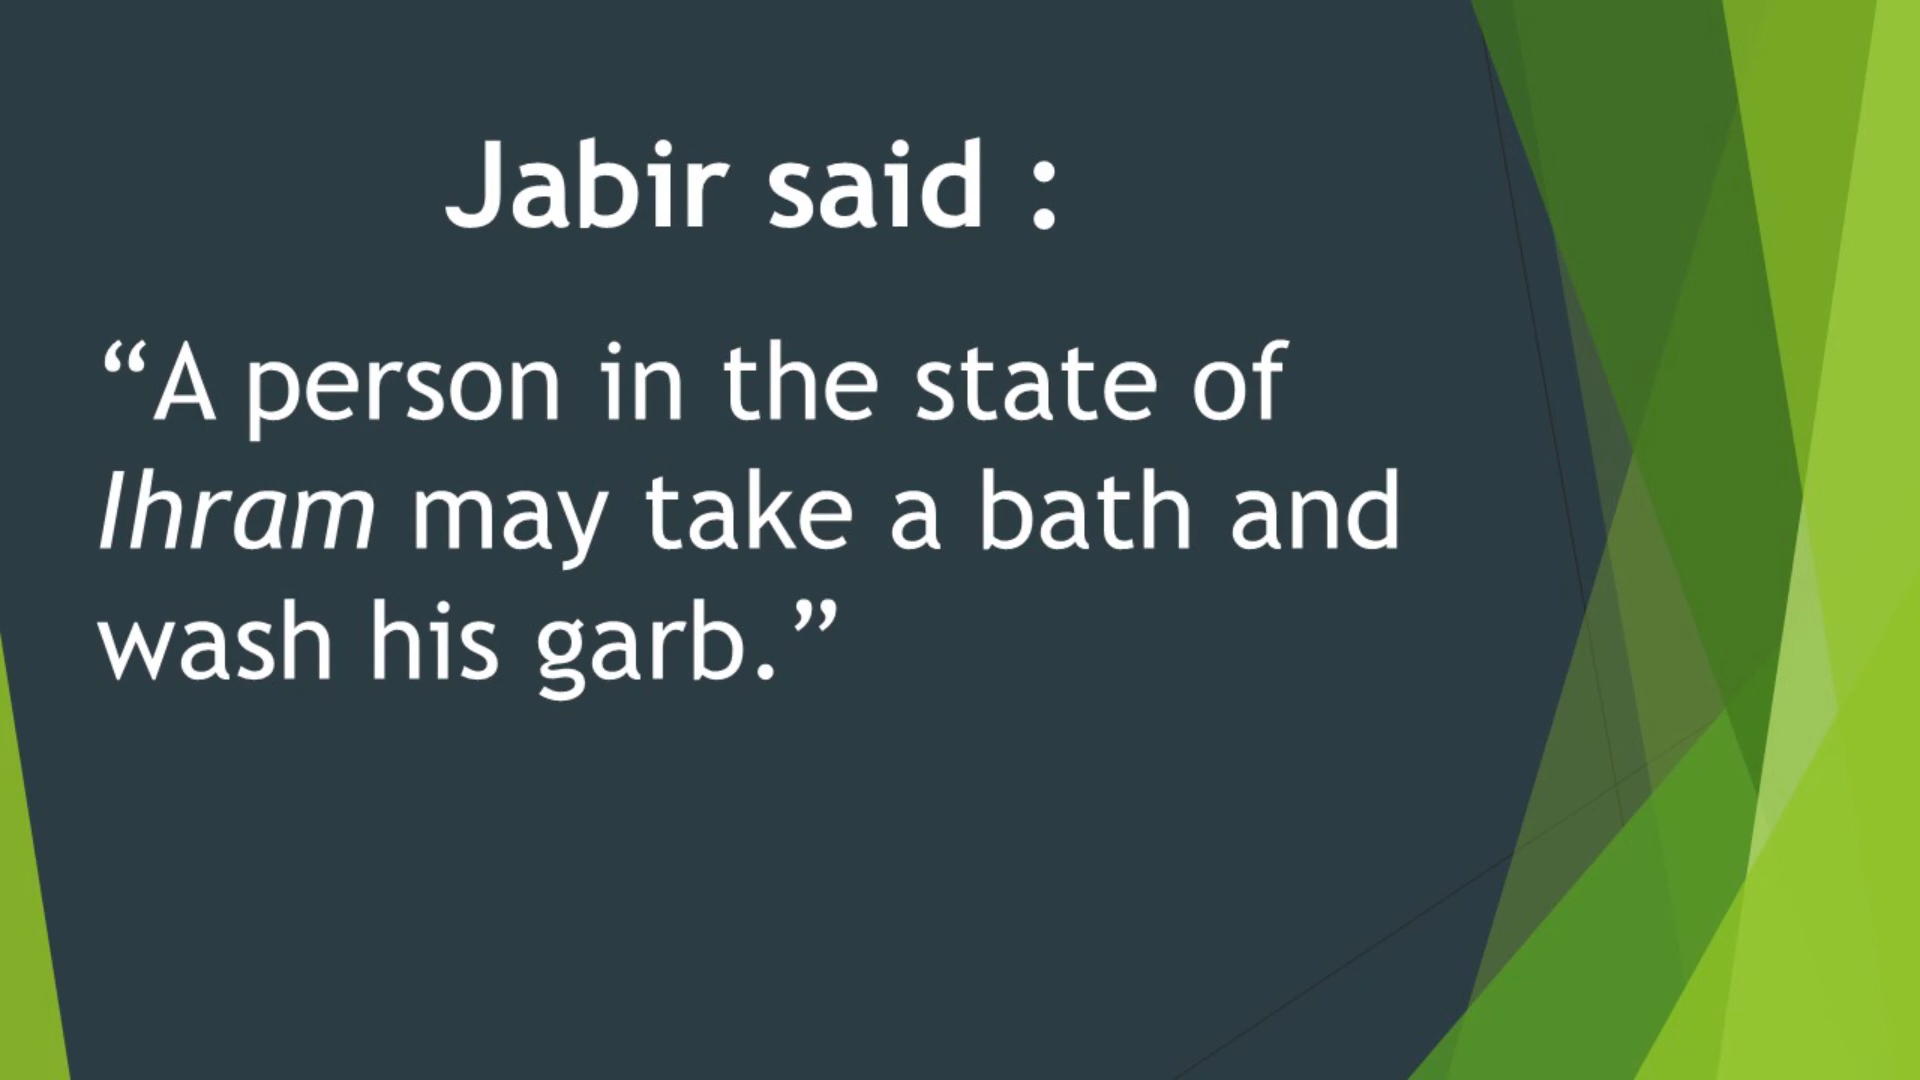 Jabir said :
“A person in the state of
Ihram may take a bath and
wash his garb.”